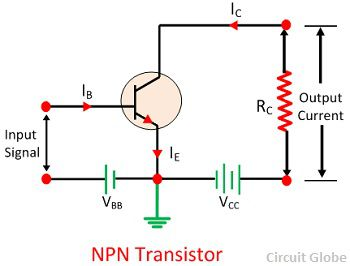 I_C
I_B
R_C
Output
Current
Input
Signal
I_E
V_BB
V_CC
NPN Transistor
Circuit Globe